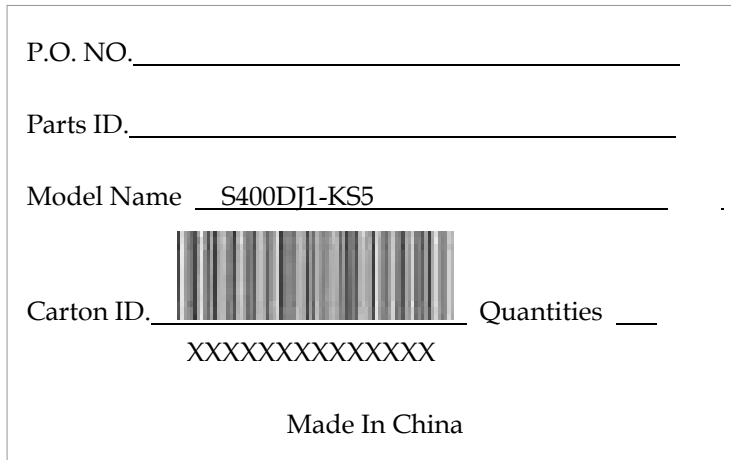 P.O. NO.
Parts ID.
Model Name S400DJ1-KS5
Carton ID. Quantities
XXXXXXXXXXXXXX
Made In China